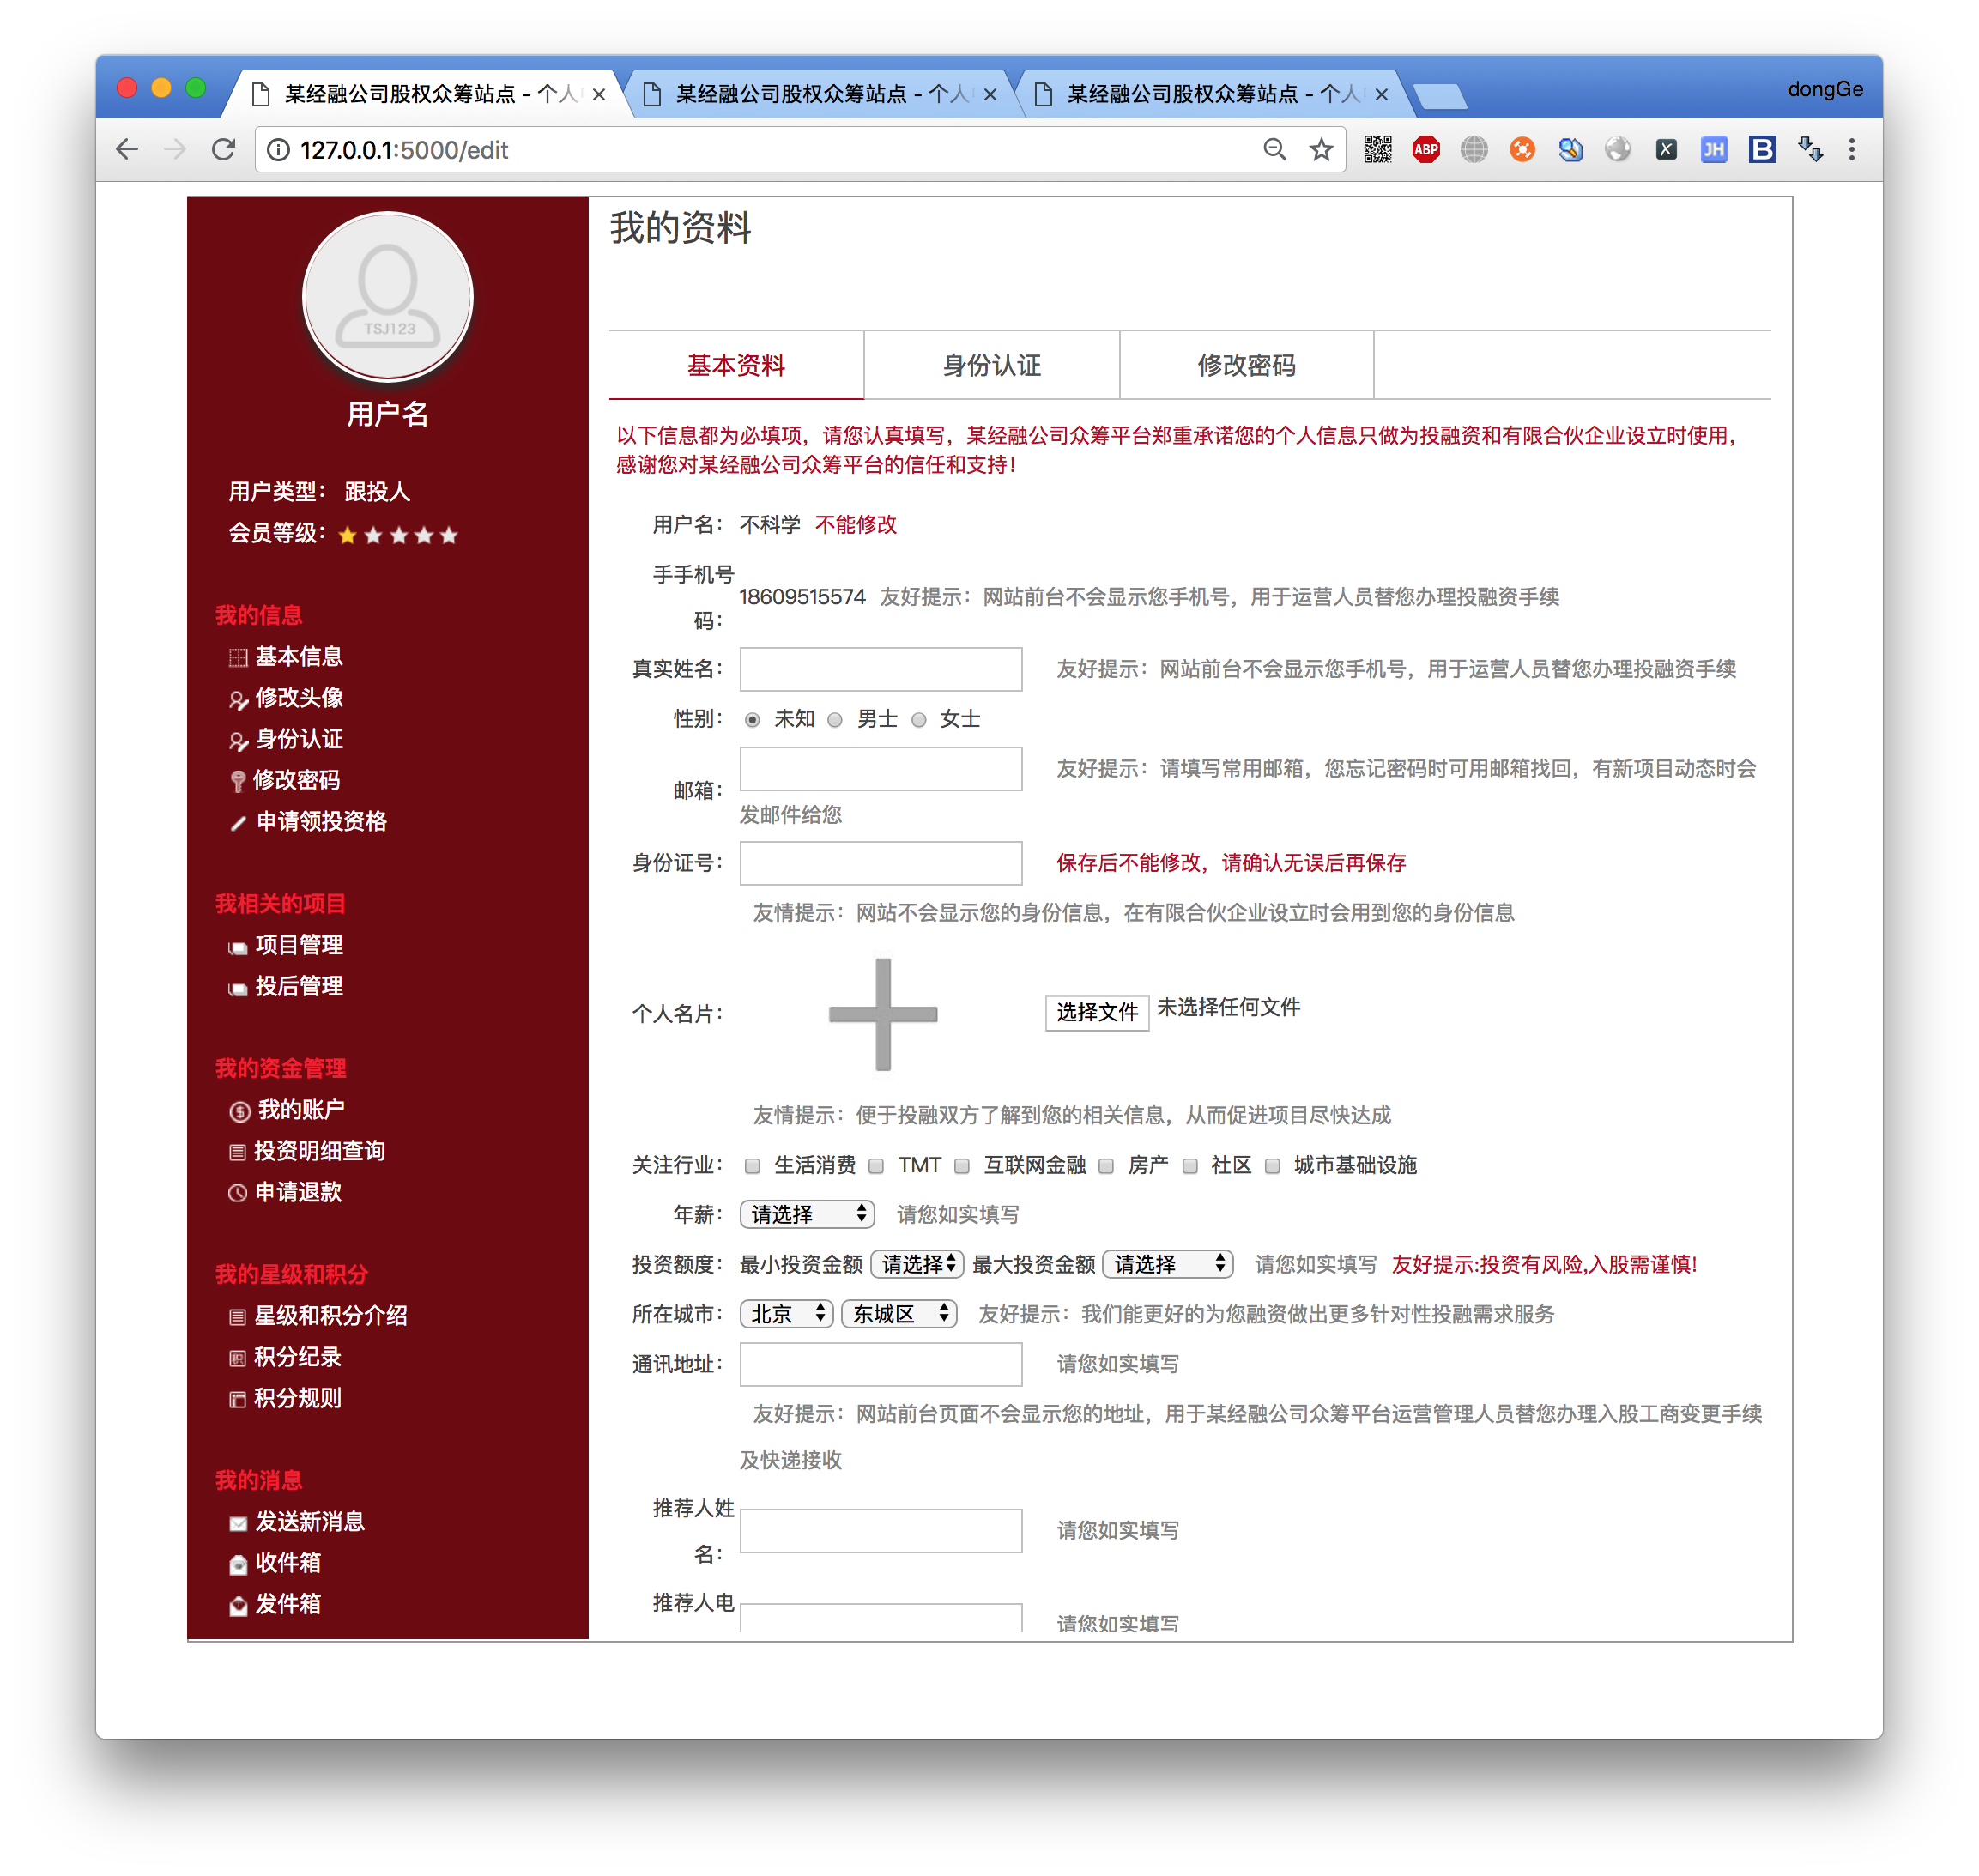 某经融公司股权众筹站点 - 个人
某经融公司股权众筹站点 - 个人
某经融公司股权众筹站点 - 个人
dongGe
127.0.0.1:5000/edit
ABP
JH
B
TSJ123
用户名
用户类型： 跟投人
会员等级：
我的信息
基本信息
修改头像
身份认证
修改密码
申请领投资格
我相关的项目
项目管理
投后管理
我的资金管理
我的账户
投资明细查询
申请退款
我的星级和积分
星级和积分介绍
积分纪录
积分规则
我的消息
发送新消息
收件箱
发件箱
我的资料
基本资料 身份认证 修改密码
以下信息都为必填项，请您认真填写，某经融公司众筹平台郑重承诺您的个人信息只做为投融资和有限合伙企业设立时使用，
感谢您对某经融公司众筹平台的信任和支持！
用户名： 不科学 不能修改
手手机号
码：
18609515574 友好提示：网站前台不会显示您手机号，用于运营人员替您办理投融资手续
真实姓名： 友好提示：网站前台不会显示您手机号，用于运营人员替您办理投融资手续
性别： 未知 男士 女士
邮箱： 友好提示：请填写常用邮箱，您忘记密码时可用邮箱找回，有新项目动态时会
发邮件给您
身份证号： 保存后不能修改，请确认无误后再保存
友情提示：网站不会显示您的身份信息，在有限合伙企业设立时会用到您的身份信息
个人名片： 选择文件 未选择任何文件
友情提示：便于投融双方了解到您的相关信息，从而促进项目尽快达成
关注行业： 生活消费 TMT 互联网金融 房产 社区 城市基础设施
年薪： 请选择 请您如实填写
投资额度： 最小投资金额 请选择 最大投资金额 请选择 请您如实填写 友好提示:投资有风险,入股需谨慎!
所在城市： 北京 东城区 友好提示：我们能更好的为您融资做出更多针对性投融需求服务
通讯地址： 请您如实填写
友好提示：网站前台页面不会显示您的地址，用于某经融公司众筹平台运营管理人员替您办理入股工商变更手续
及快递接收
推荐人姓
名：
请您如实填写
推荐人电
请您如实填写